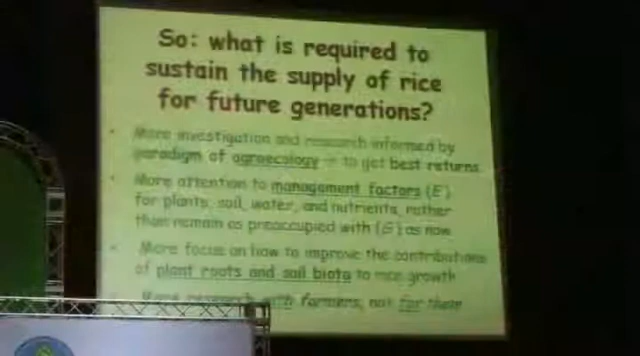 So: what is required to
sustain the supply of rice
for future generations?
More investigation and research informed by
paradigm of agroecology – to get best returns
More attention to management factors (E)
for plants, soil, water, and nutrients, rather
than remain as preoccupied with (G) as now
More focus on how to improve the contributions
of plant roots and soil biota to rice growth
More research with farmers, not for them